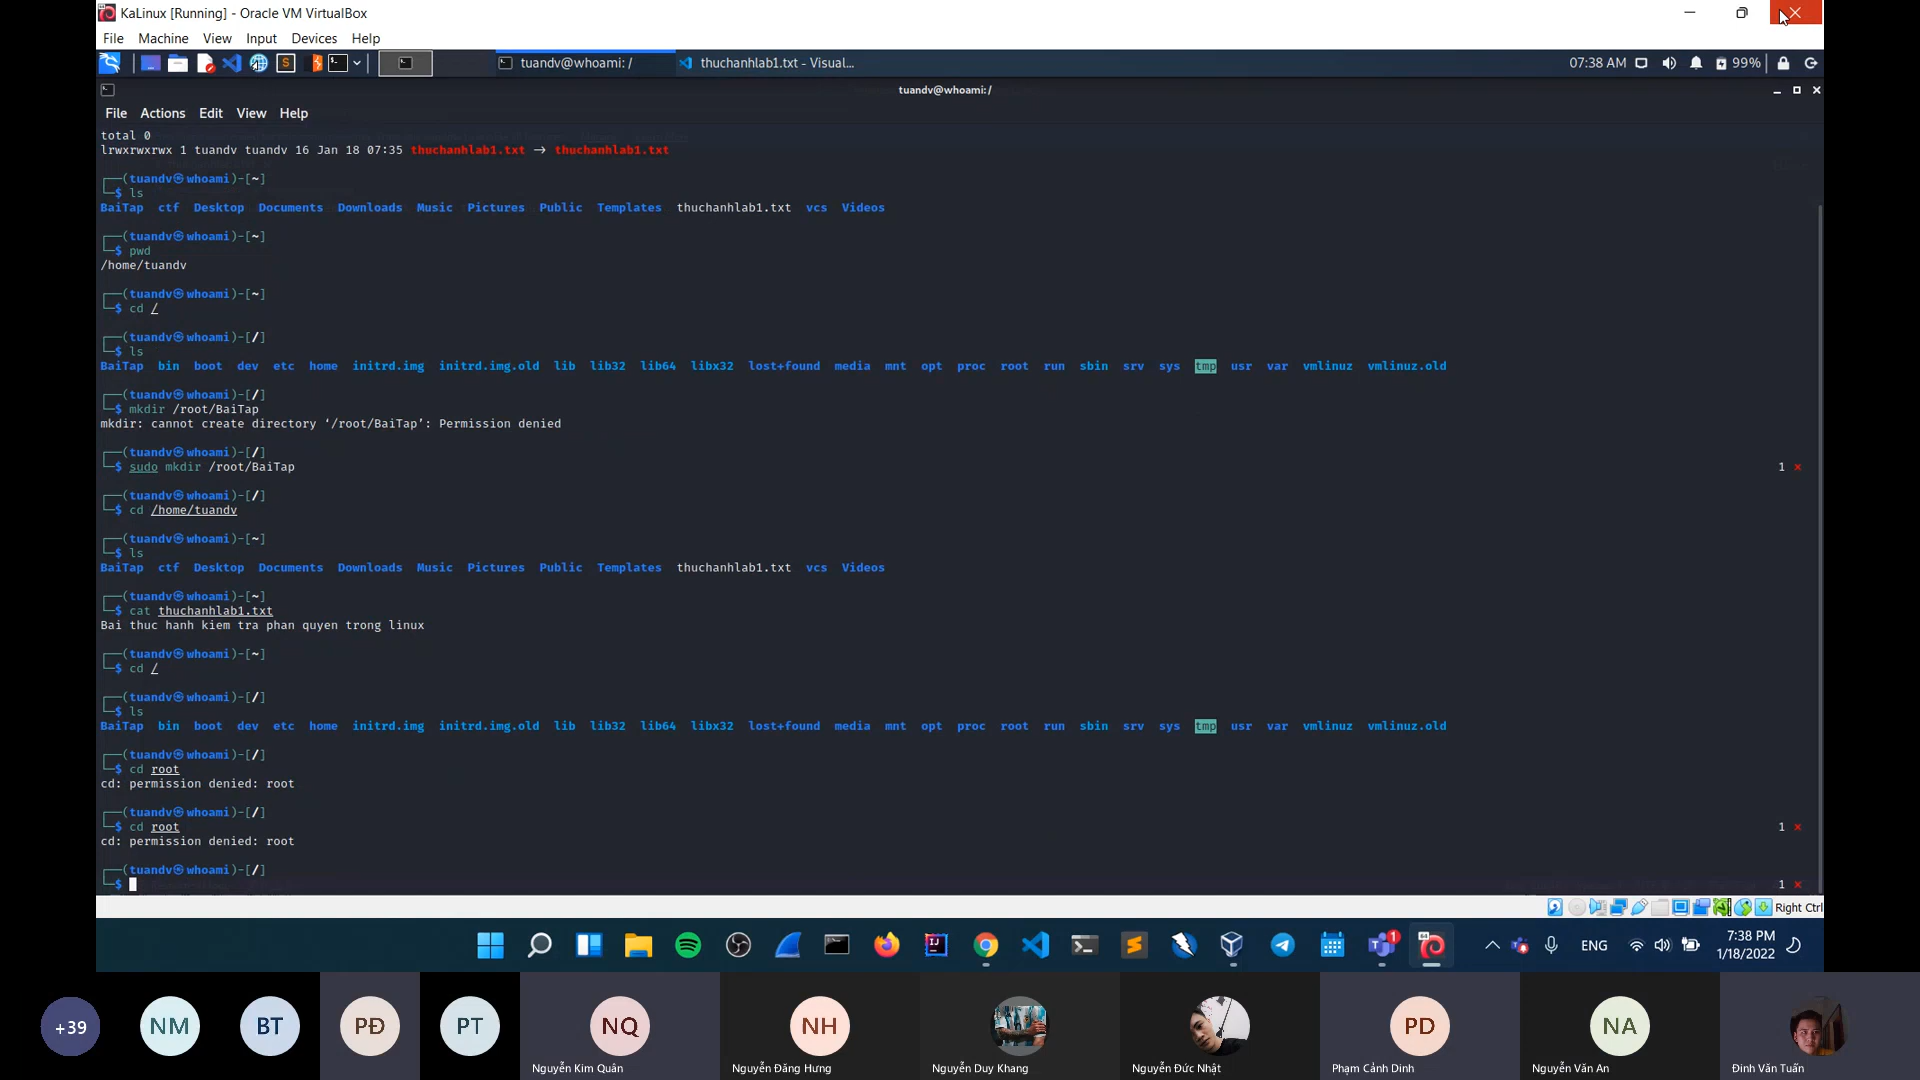 KaLinux [Running] - Oracle VM VirtualBox
File Machine View Input Devices Help
tuandv@whoami: /
thuchanhlab1.txt - Visual...
07:38 AM
99%
tuandv@whoami:/
File Actions Edit View Help
total 0
lrwxrwxrwx 1 tuandv tuandv 16 Jan 18 07:35 thuchanhlab1.txt → thuchanhlab1.txt
┌──(tuandv㉿whoami)-[~]
└─$ ls
BaiTap ctf Desktop Documents Downloads Music Pictures Public Templates thuchanhlab1.txt vcs Videos
┌──(tuandv㉿whoami)-[~]
└─$ pwd
/home/tuandv
┌──(tuandv㉿whoami)-[~]
└─$ cd /
┌──(tuandv㉿whoami)-[/]
└─$ ls
BaiTap bin boot dev etc home initrd.img initrd.img.old lib lib32 lib64 libx32 lost+found media mnt opt proc root run sbin srv sys tmp usr var vmlinuz vmlinuz.old
┌──(tuandv㉿whoami)-[/]
└─$ mkdir /root/BaiTap
mkdir: cannot create directory ‘/root/BaiTap’: Permission denied
┌──(tuandv㉿whoami)-[/]
└─$ sudo mkdir /root/BaiTap 1 ⨯
┌──(tuandv㉿whoami)-[/]
└─$ cd /home/tuandv
┌──(tuandv㉿whoami)-[~]
└─$ ls
BaiTap ctf Desktop Documents Downloads Music Pictures Public Templates thuchanhlab1.txt vcs Videos
┌──(tuandv㉿whoami)-[~]
└─$ cat thuchanhlab1.txt
Bai thuc hanh kiem tra phan quyen trong linux
┌──(tuandv㉿whoami)-[~]
└─$ cd /
┌──(tuandv㉿whoami)-[/]
└─$ ls
BaiTap bin boot dev etc home initrd.img initrd.img.old lib lib32 lib64 libx32 lost+found media mnt opt proc root run sbin srv sys tmp usr var vmlinuz vmlinuz.old
┌──(tuandv㉿whoami)-[/]
└─$ cd root
cd: permission denied: root
┌──(tuandv㉿whoami)-[/]
└─$ cd root 1 ⨯
cd: permission denied: root
┌──(tuandv㉿whoami)-[/]
└─$ 1 ⨯
Right Ctrl
ENG
7:38 PM
1/18/2022
+39
NM
BT
PĐ
PT
NQ
NH
PD
NA
Nguyễn Kim Quân
Nguyễn Đăng Hưng
Nguyễn Duy Khang
Nguyễn Đức Nhật
Phạm Cảnh Dinh
Nguyễn Văn An
Đinh Văn Tuấn